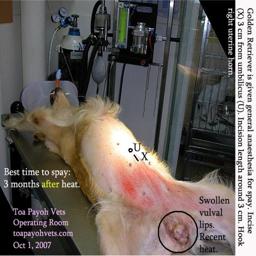 Golden Retriever is given general anaesthesia for spay. Incise
(X) 3 cm from umbilicus (U). Incision length around 3 cm. Hook
right uterine horn.
U
X
Best time to spay:
3 months after heat.
Swollen
vulval
lips.
Recent
heat.
Toa Payoh Vets
Operating Room
toapayohvets.com
Oct 1, 2007